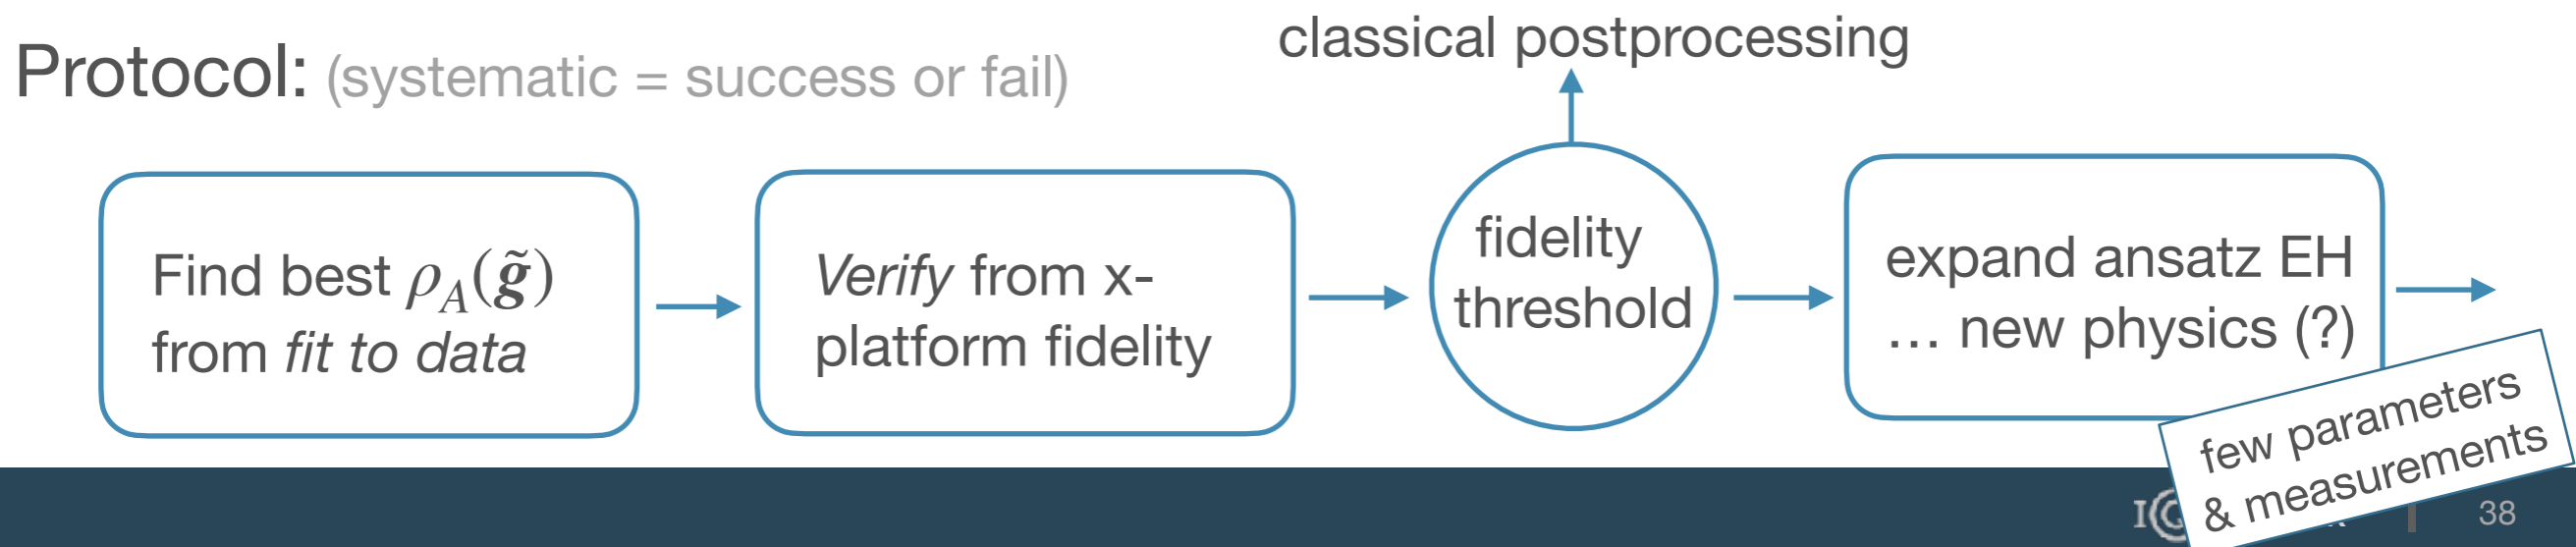 classical postprocessing
Protocol: (systematic = success or fail)
Find best ρ_A(g̃)
from fit to data
Verify from x-
platform fidelity
fidelity
threshold
expand ansatz EH
... new physics (?)
few parameters
& measurements
38